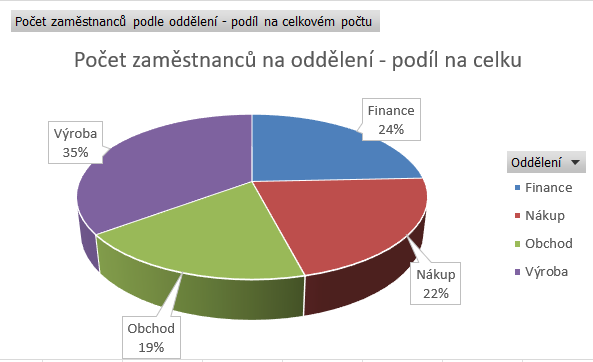 Počet zaměstnanců podle oddělení - podíl na celkovém počtu
Počet zaměstnanců na oddělení - podíl na celku
Finance
24%
Výroba
35%
Oddělení
Finance
Nákup
Obchod
Výroba
Nákup
22%
Obchod
19%